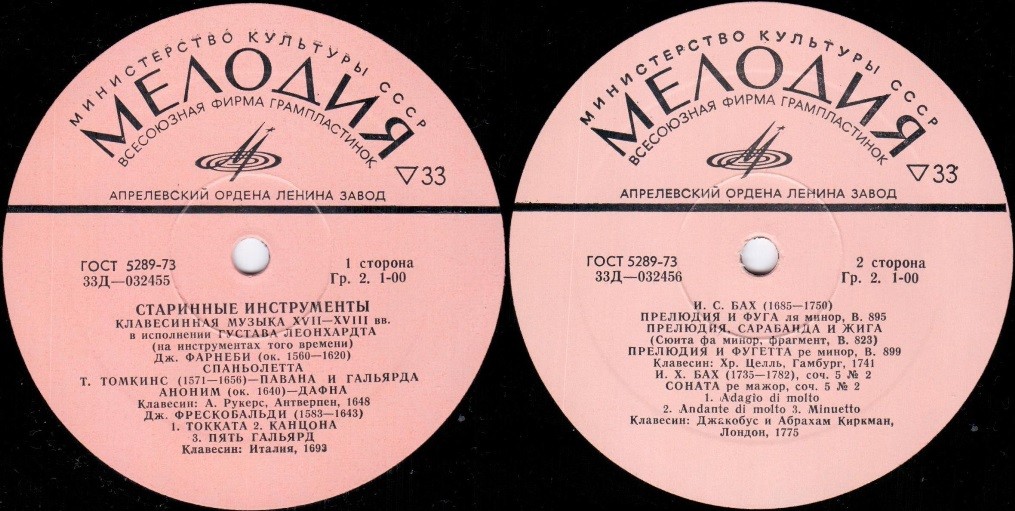 МИНИСТЕРСТВО КУЛЬТУРЫ СССР
МЕЛОДИЯ
ВСЕСОЮЗНАЯ ФИРМА ГРАМПЛАСТИНОК
33
АПРЕЛЕВСКИЙ ОРДЕНА ЛЕНИНА ЗАВОД
ГОСТ 5289-73
33Д—032455
1 сторона
Гр. 2. 1-00
СТАРИННЫЕ ИНСТРУМЕНТЫ
КЛАВЕСИННАЯ МУЗЫКА XVII—XVIII вв.
в исполнении ГУСТАВА ЛЕОНХАРДТА
(на инструментах того времени)
Дж. ФАРНЕБИ (ок. 1560—1620)
СПАНЬОЛЕТТА
Т. ТОМКИНС (1571—1656)—ПАВАНА И ГАЛЬЯРДА
АНОНИМ (ок. 1640)—ДАФНА
Клавесин: А. Рукерс, Антверпен, 1648
Дж. ФРЕСКОБАЛЬДИ (1583—1643)
1. ТОККАТА 2. КАНЦОНА
3. ПЯТЬ ГАЛЬЯРД
Клавесин: Италия, 1693
МИНИСТЕРСТВО КУЛЬТУРЫ СССР
МЕЛОДИЯ
ВСЕСОЮЗНАЯ ФИРМА ГРАМПЛАСТИНОК
33
АПРЕЛЕВСКИЙ ОРДЕНА ЛЕНИНА ЗАВОД
ГОСТ 5289-73
33Д—032456
2 сторона
Гр. 2. 1-00
И. С. БАХ (1685—1750)
ПРЕЛЮДИЯ И ФУГА ля минор, В. 895
ПРЕЛЮДИЯ, САРАБАНДА И ЖИГА
(Сюита фа минор, фрагмент, В. 823)
ПРЕЛЮДИЯ И ФУГЕТТА ре минор, В. 899
Клавесин: Хр. Целль, Гамбург, 1741
И. Х. БАХ (1735—1782), соч. 5 № 2
СОНАТА ре мажор, соч. 5 № 2
1. Adagio di molto
2. Andante di molto 3. Minuetto
Клавесин: Джакобус и Абрахам Киркман,
Лондон, 1775